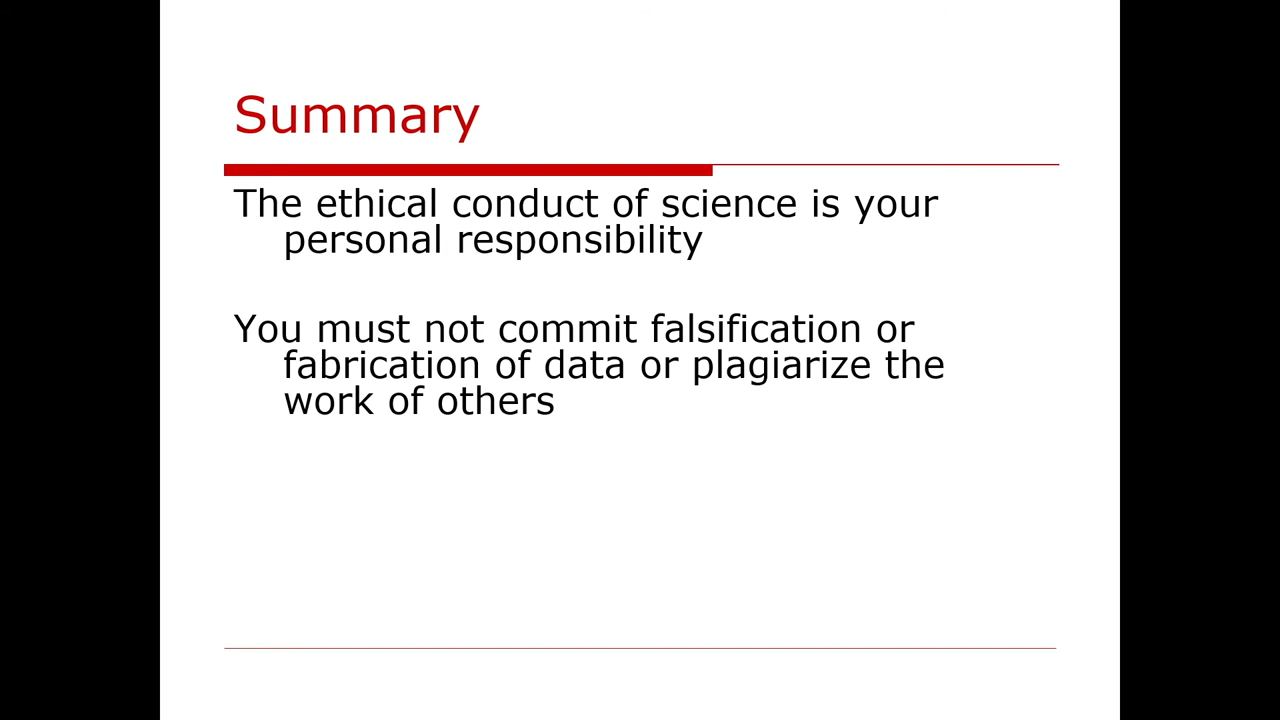 Summary
The ethical conduct of science is your
personal responsibility
You must not commit falsification or
fabrication of data or plagiarize the
work of others